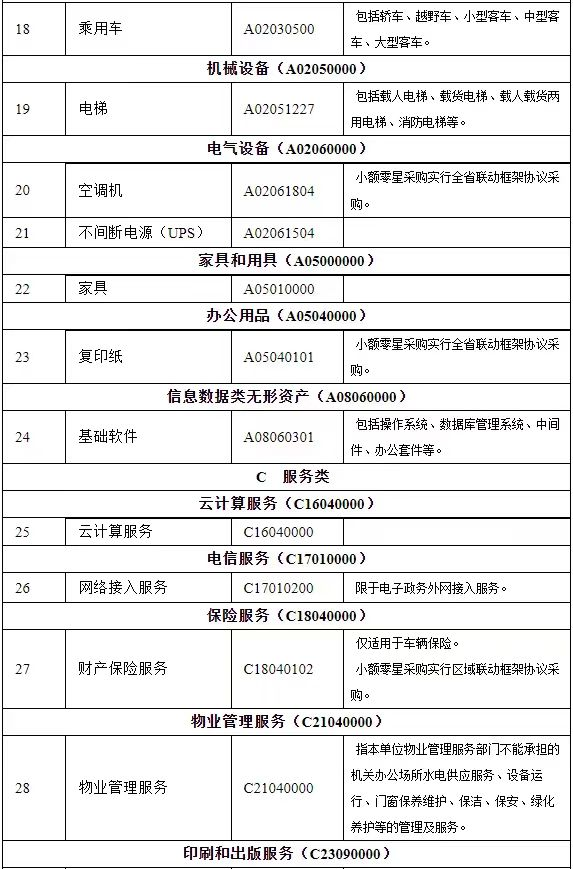 18 乘用车 A02030500 包括轿车、越野车、小型客车、中型客
车、大型客车。
机械设备（A02050000）
19 电梯 A02051227 包括载人电梯、载货电梯、载人载货两
用电梯、消防电梯等。
电气设备（A02060000）
20 空调机 A02061804 小额零星采购实行全省联动框架协议采
购。
21 不间断电源（UPS） A02061504
家具和用具（A05000000）
22 家具 A05010000
办公用品（A05040000）
23 复印纸 A05040101 小额零星采购实行全省联动框架协议采
购。
信息数据类无形资产（A08060000）
24 基础软件 A08060301 包括操作系统、数据库管理系统、中间
件、办公套件等。
C 服务类
云计算服务（C16040000）
25 云计算服务 C16040000
电信服务（C17010000）
26 网络接入服务 C17010200 限于电子政务外网接入服务。
保险服务（C18040000）
27 财产保险服务 C18040102 仅适用于车辆保险。
小额零星采购实行区域联动框架协议采
购。
物业管理服务（C21040000）
28 物业管理服务 C21040000 指本单位物业管理服务部门不能承担的
机关办公场所水电供应服务、设备运
行、门窗保养维护、保洁、保安、绿化
养护等的管理及服务。
印刷和出版服务（C23090000）